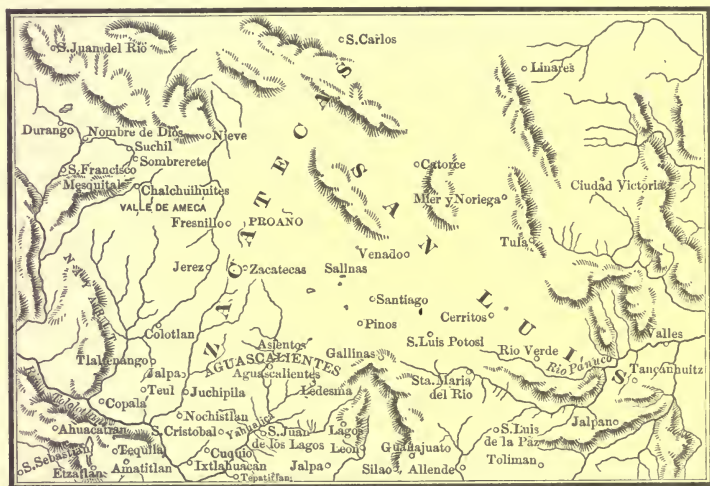 S. Juan del Rio
S. Carlos
Linares
Durango
Nombre de Dios
Nieve
Suchil
Sombrerete
S. Francisco
Mesquital
Chalchuihuites
VALLE DE AMECA
Catorce
Mier y Noriega
Ciudad Victoria
Fresnillo
PROANO
Tula
Venado
Jerez
Zacatecas
Salinas
ZACATECAS
SAN LUIS
NAYARIT
Santiago
Cerritos
Pinos
Colotlan
S. Luis Potosi
Valles
Asientos
Gallinas
Rio Verde
Rio Pánuco
Tlaltenango
AGUASCALIENTES
Aguascalientes
Taucanhuitz
Jalpa
Teul
Juchipila
Ledesma
Sta. Maria
del Rio
Copala
Nochistlan
Ahuacatlan
S. Cristobal
S. Juan
de los Lagos
Lagos
S. Luis
de la Paz
Jalpano
S. Sebastian
Tequila
Cuquio
Leon
Guanajuato
Etzatlan
Amatitlan
Ixtlahuacan
Jalpa
Silao
Allende
Toliman